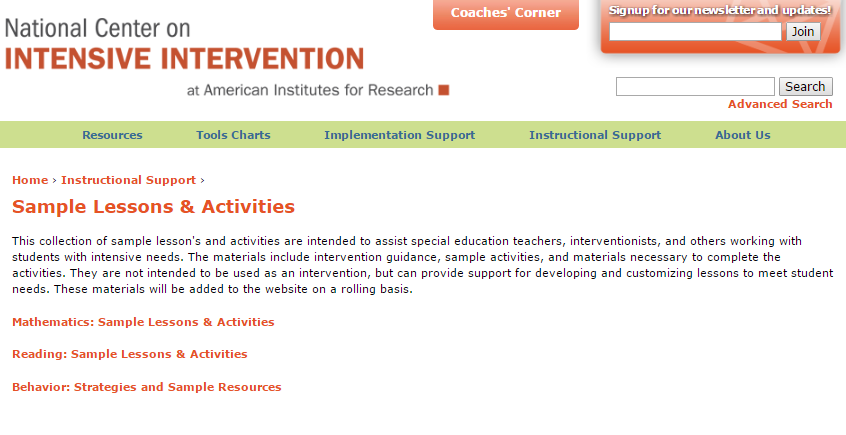 Coaches' Corner
Signup for our newsletter and updates!
Join
National Center on
INTENSIVE INTERVENTION
at American Institutes for Research
Search
Advanced Search
Resources Tools Charts Implementation Support Instructional Support About Us
Home › Instructional Support ›
Sample Lessons & Activities
This collection of sample lesson's and activities are intended to assist special education teachers, interventionists, and others working with
students with intensive needs. The materials include intervention guidance, sample activities, and materials necessary to complete the
activities. They are not intended to be used as an intervention, but can provide support for developing and customizing lessons to meet student
needs. These materials will be added to the website on a rolling basis.
Mathematics: Sample Lessons & Activities
Reading: Sample Lessons & Activities
Behavior: Strategies and Sample Resources